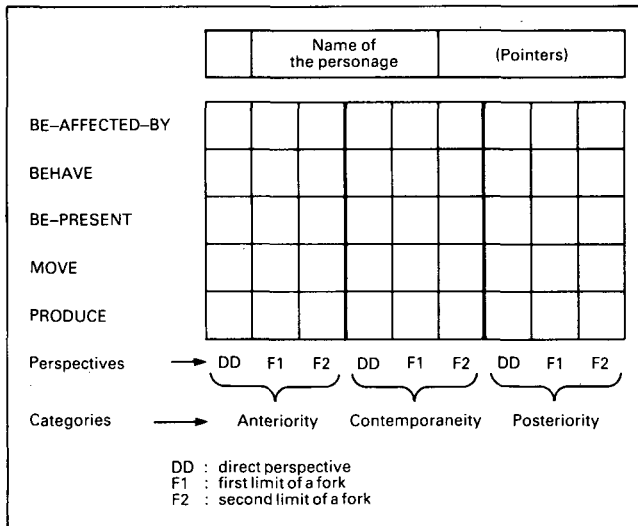 Name of
the personage
(Pointers)
BE–AFFECTED–BY
BEHAVE
BE–PRESENT
MOVE
PRODUCE
Perspectives DD F1 F2 DD F1 F2 DD F1 F2
Categories Anteriority Contemporaneity Posteriority
DD : direct perspective
F1 : first limit of a fork
F2 : second limit of a fork